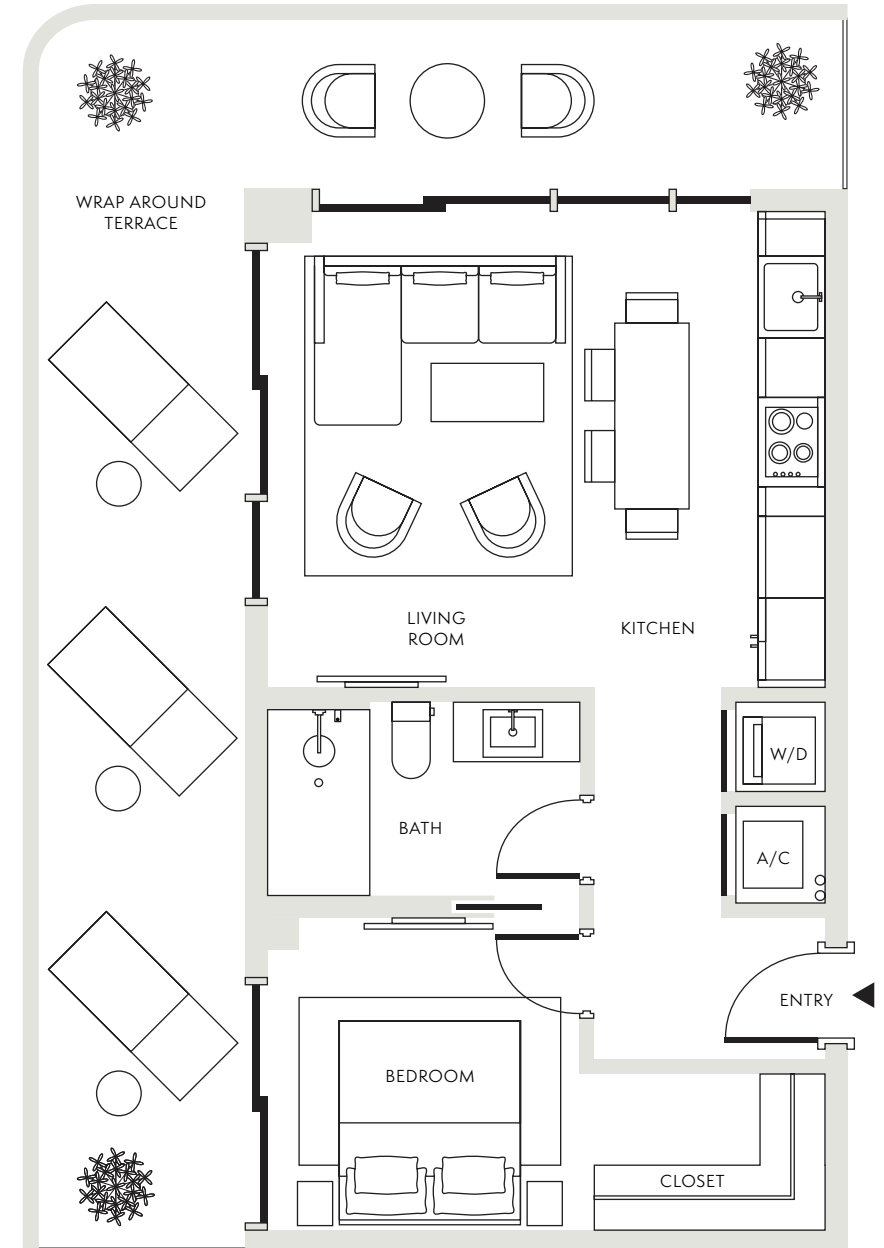 WRAP AROUND
TERRACE
LIVING
ROOM
KITCHEN
W/D
BATH
A/C
ENTRY
BEDROOM
CLOSET